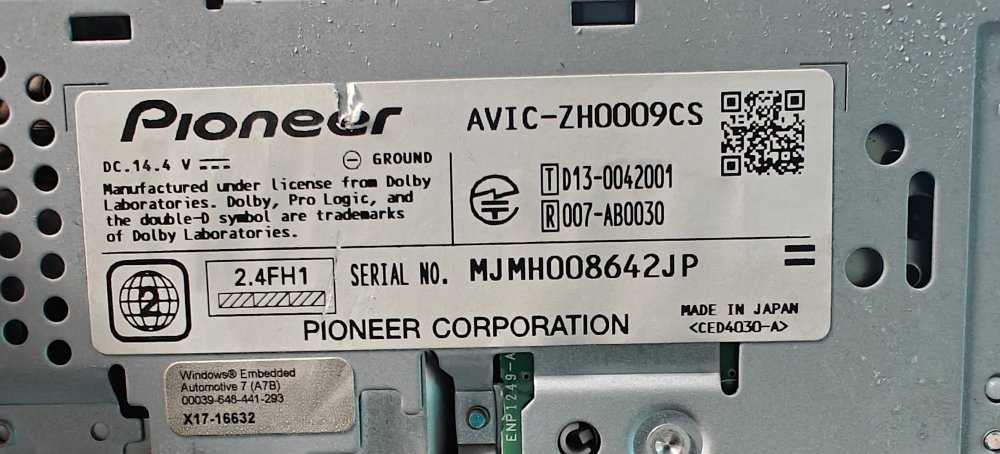 Pioneer
AVIC-ZH0009CS
DC.14.4 V
GROUND
Manufactured under license from Dolby
Laboratories. Dolby, Pro Logic, and
the double-D symbol are trademarks
of Dolby Laboratories.
T D13-0042001
R 007-AB0030
2
2.4FH1
SERIAL NO. MJMH008642JP
PIONEER CORPORATION
MADE IN JAPAN
<CED4030-A>
Windows® Embedded
Automotive 7 (A7B)
00039-648-441-293
X17-16632
ENP1249-A